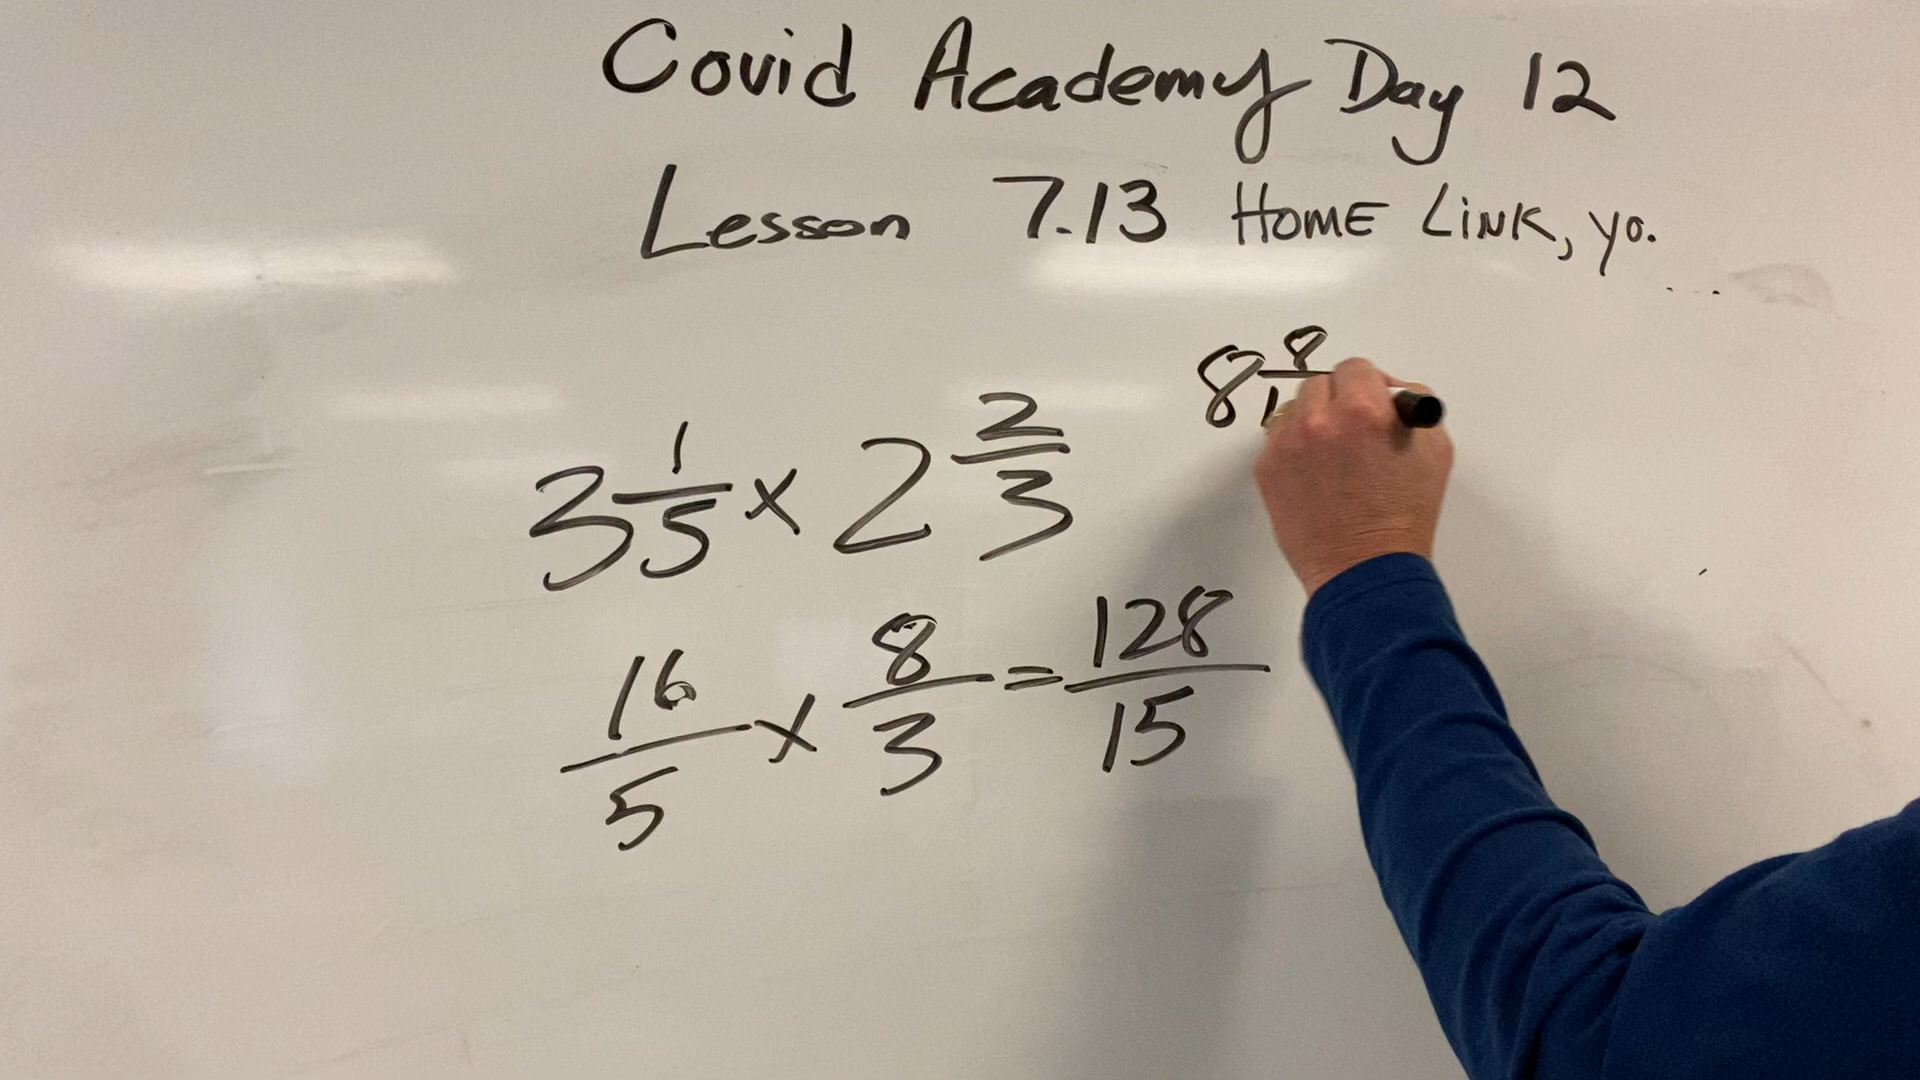 Covid Academy Day 12
Lesson 7.13 HOME LINK, yo.
...
8 8/1
3 1/5 x 2 2/3
16/5 x 8/3 = 128/15